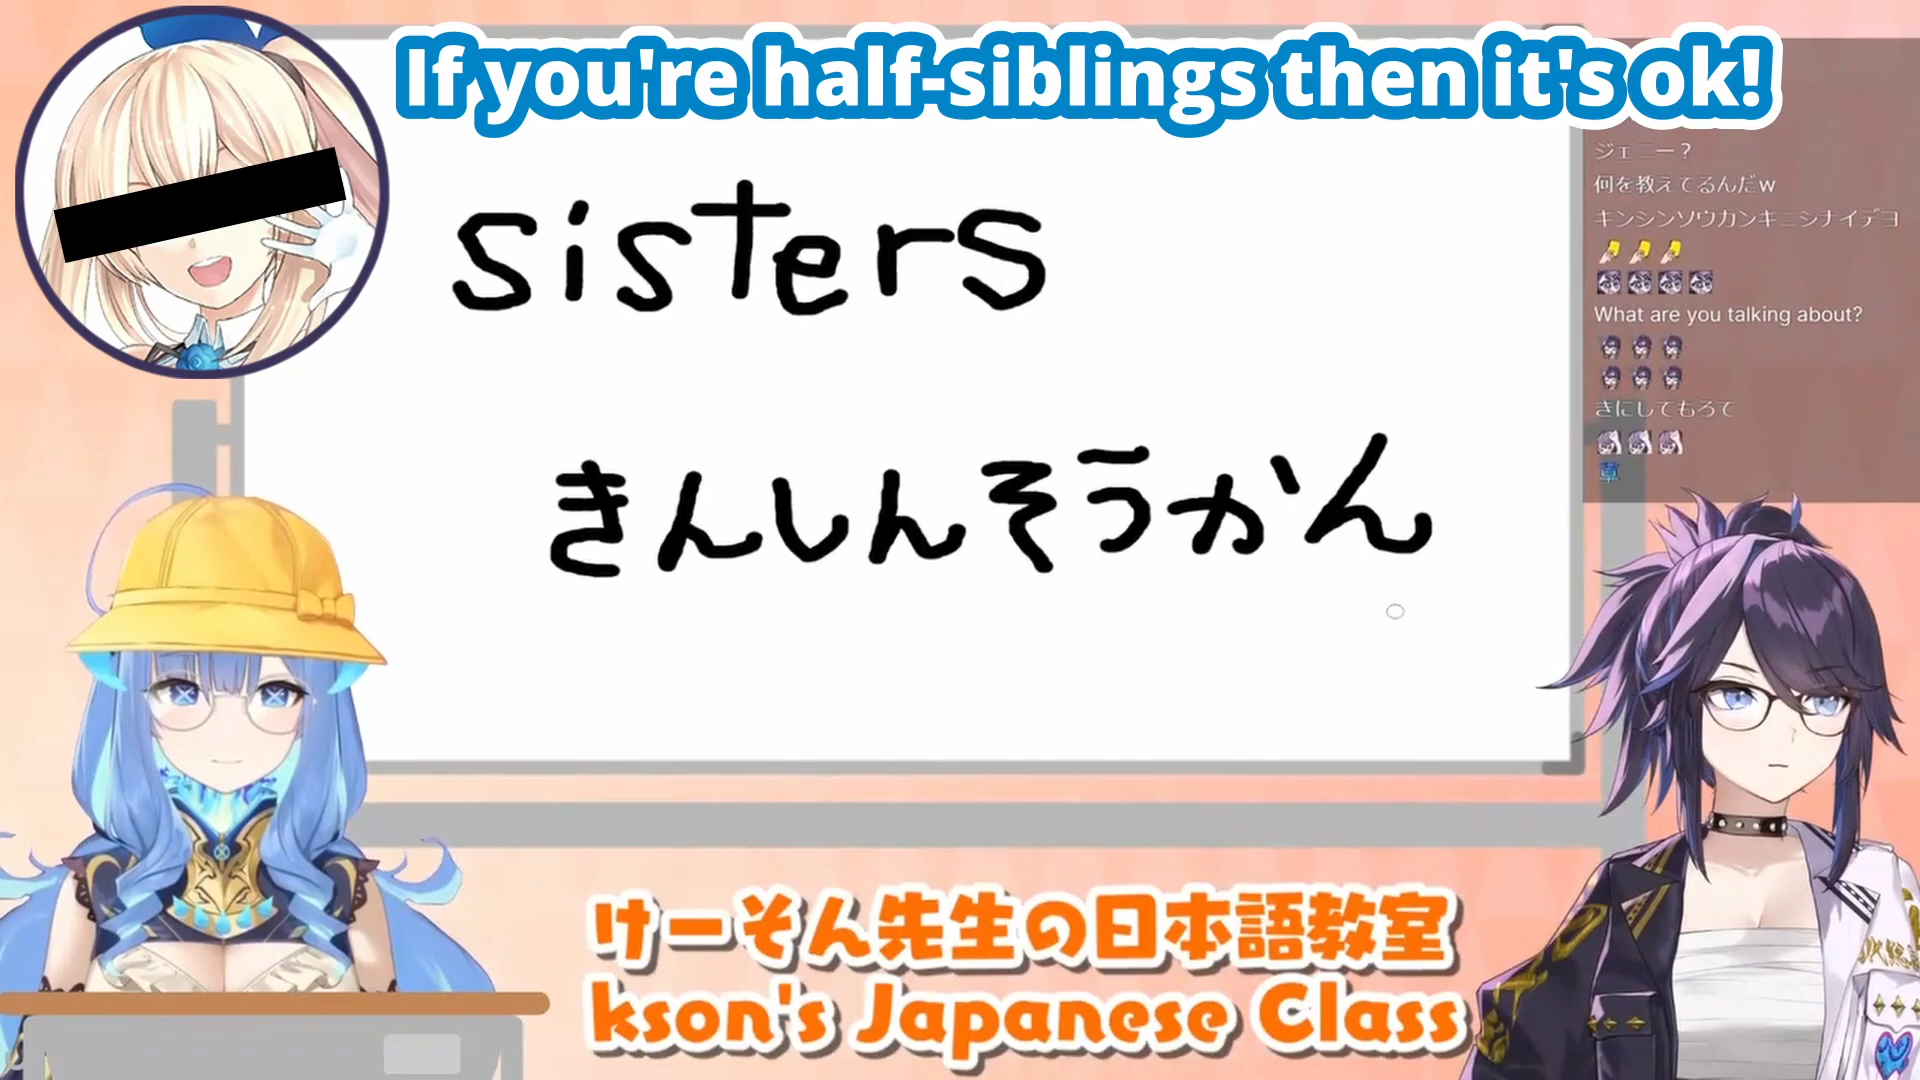 If you're half-siblings then it's ok!
sisters
きんしんそうかん
ジェニー？
何を教えてるんだw
キンシンソウカンキニシナイデヨ
What are you talking about?
きにしてもろて
草
けーそん先生の日本語教室
kson's Japanese Class